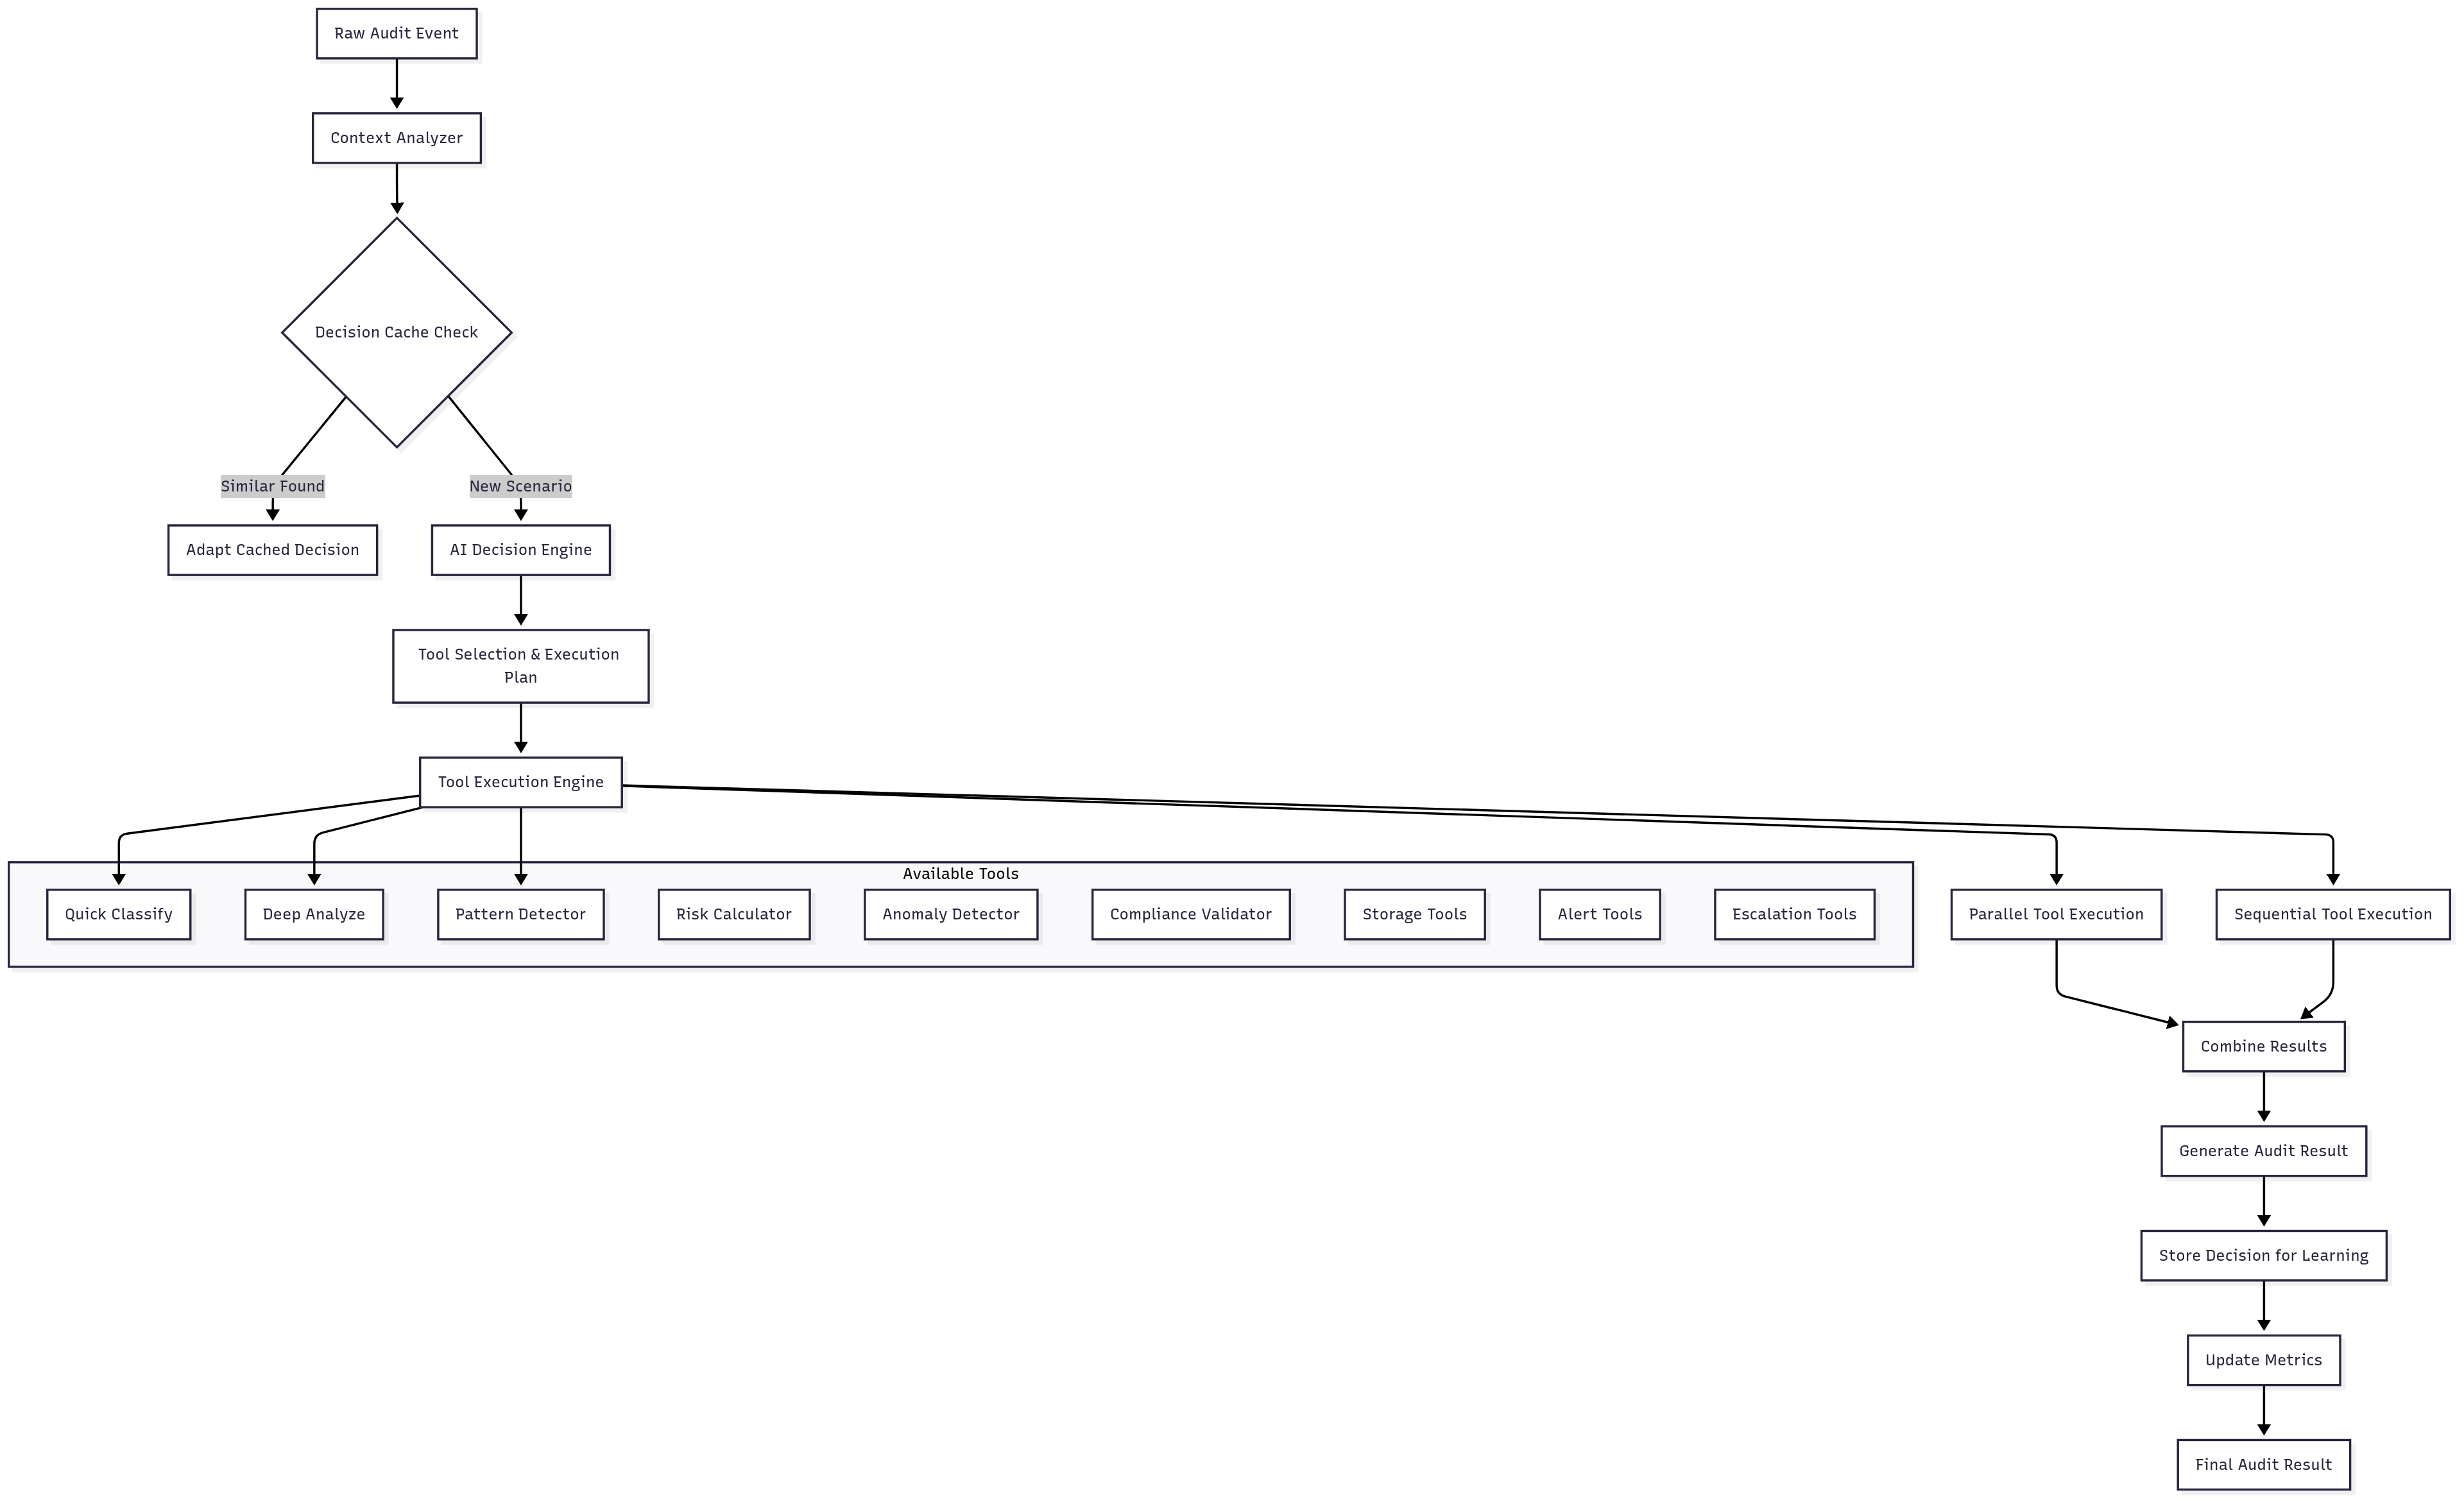 Raw Audit Event
Context Analyzer
Decision Cache Check
Similar Found
New Scenario
Adapt Cached Decision
AI Decision Engine
Tool Selection & Execution
Plan
Tool Execution Engine
Available Tools
Quick Classify
Deep Analyze
Pattern Detector
Risk Calculator
Anomaly Detector
Compliance Validator
Storage Tools
Alert Tools
Escalation Tools
Parallel Tool Execution
Sequential Tool Execution
Combine Results
Generate Audit Result
Store Decision for Learning
Update Metrics
Final Audit Result